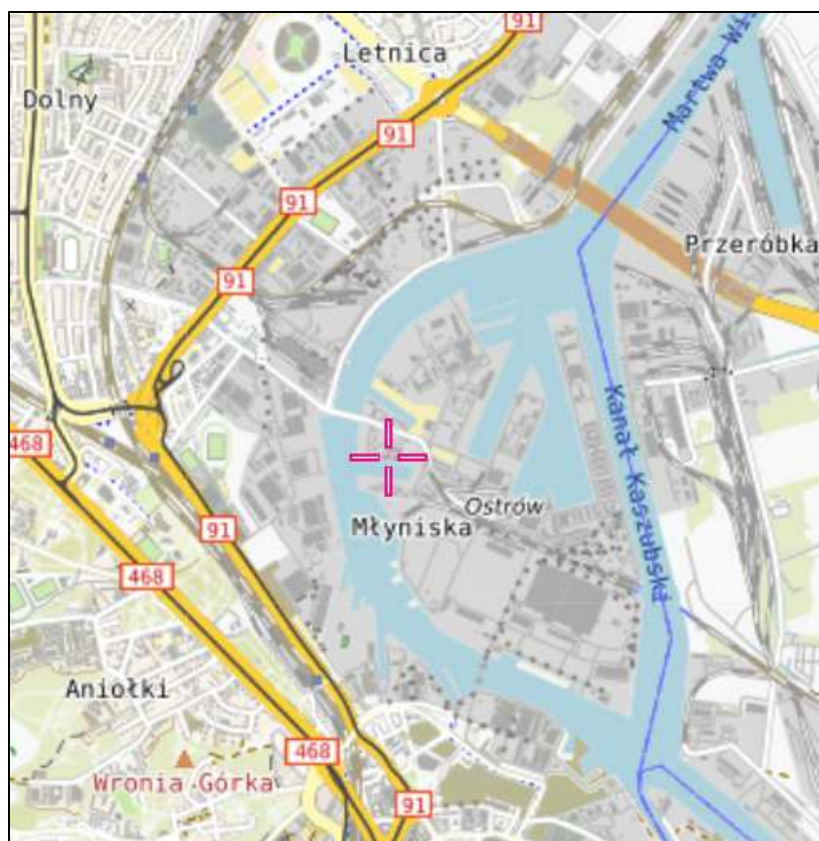 91
Letnica
Dolny
Martwa Wis
91
91
Przeróbka
91
Kanał Kaszubski
468
Ostrów
Młyniska
91
468
Aniołki
468
Wronia Górka
91